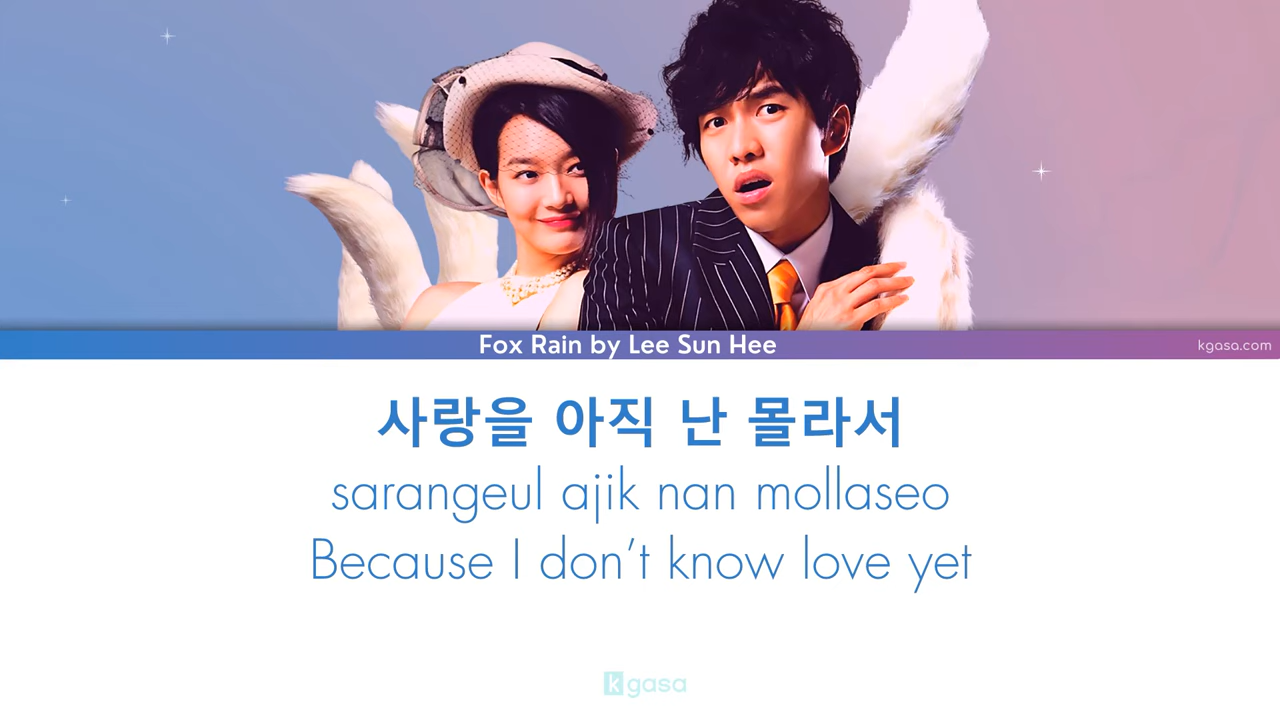 Fox Rain by Lee Sun Hee
kgasa.com
사랑을 아직 난 몰라서
sarangeul ajik nan mollaseo
Because I don't know love yet
kgasa